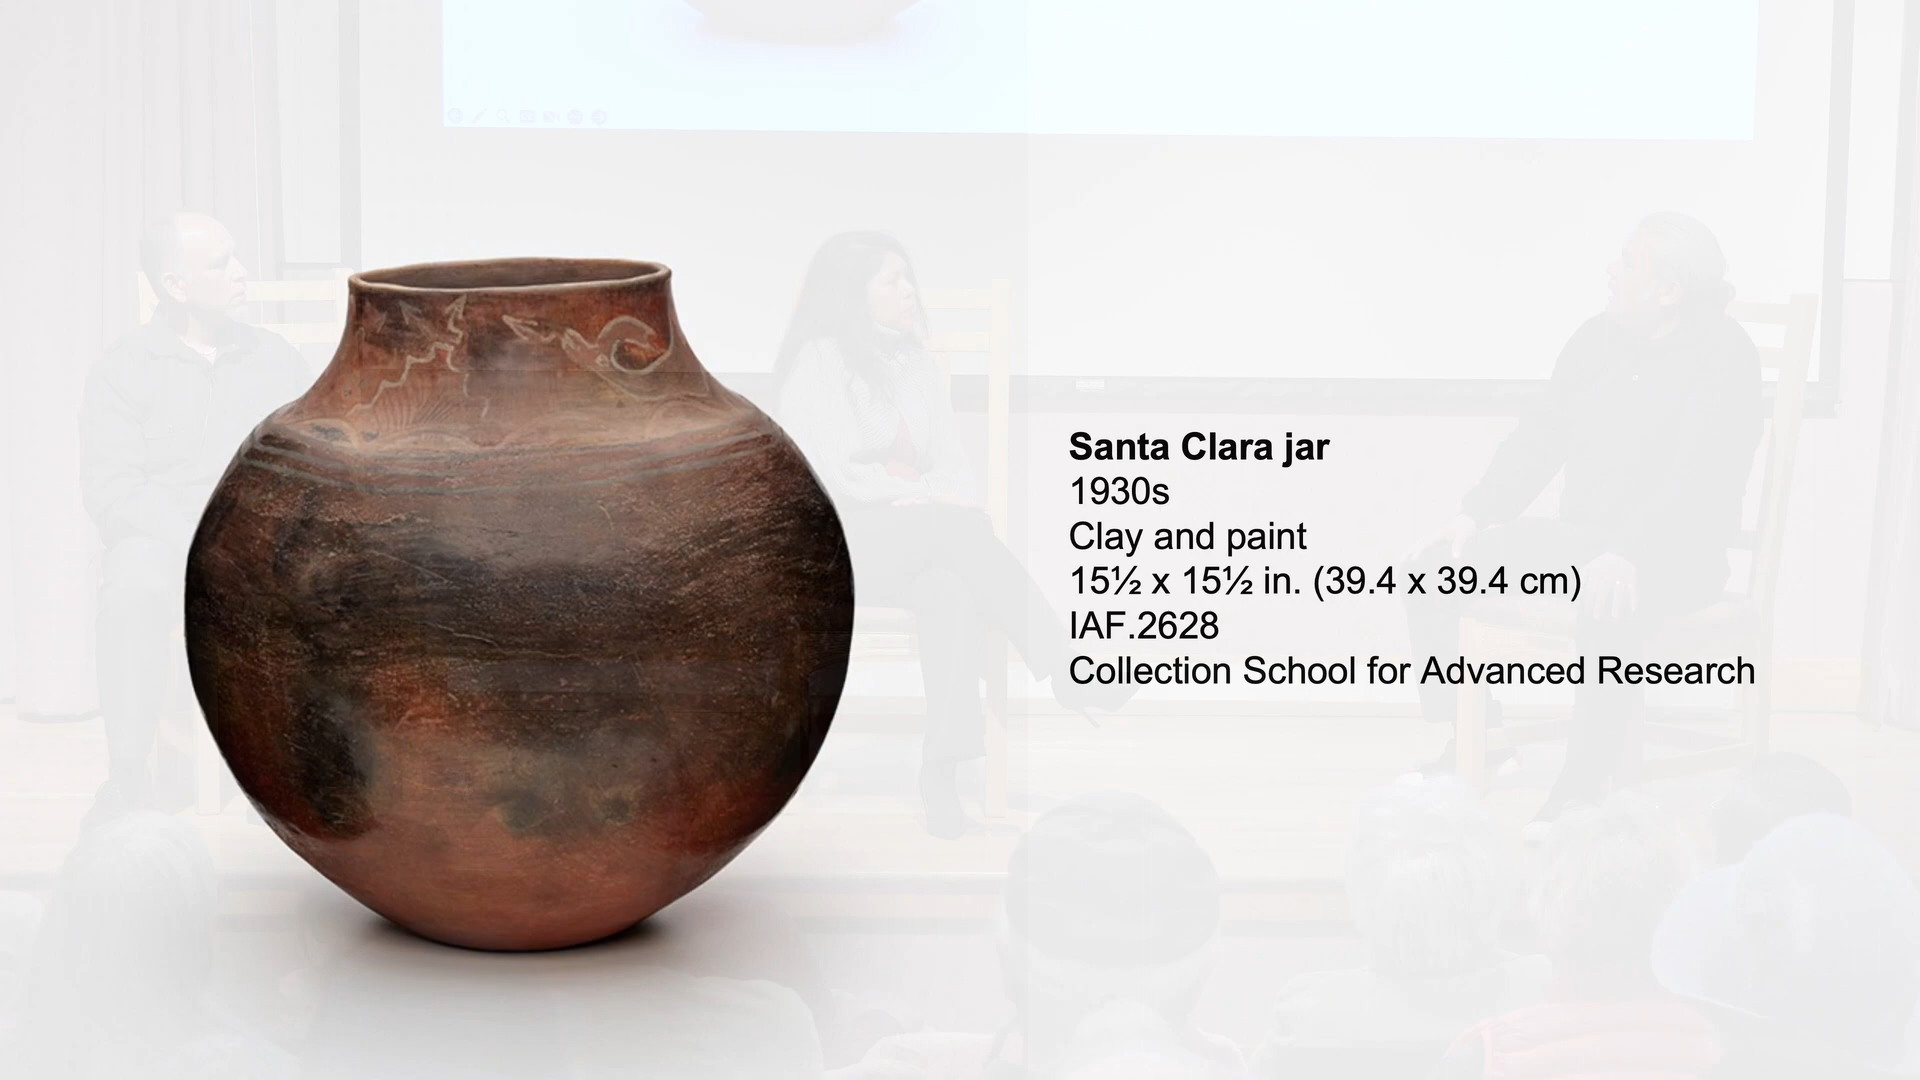 Santa Clara jar
1930s
Clay and paint
15½ x 15½ in. (39.4 x 39.4 cm)
IAF.2628
Collection School for Advanced Research